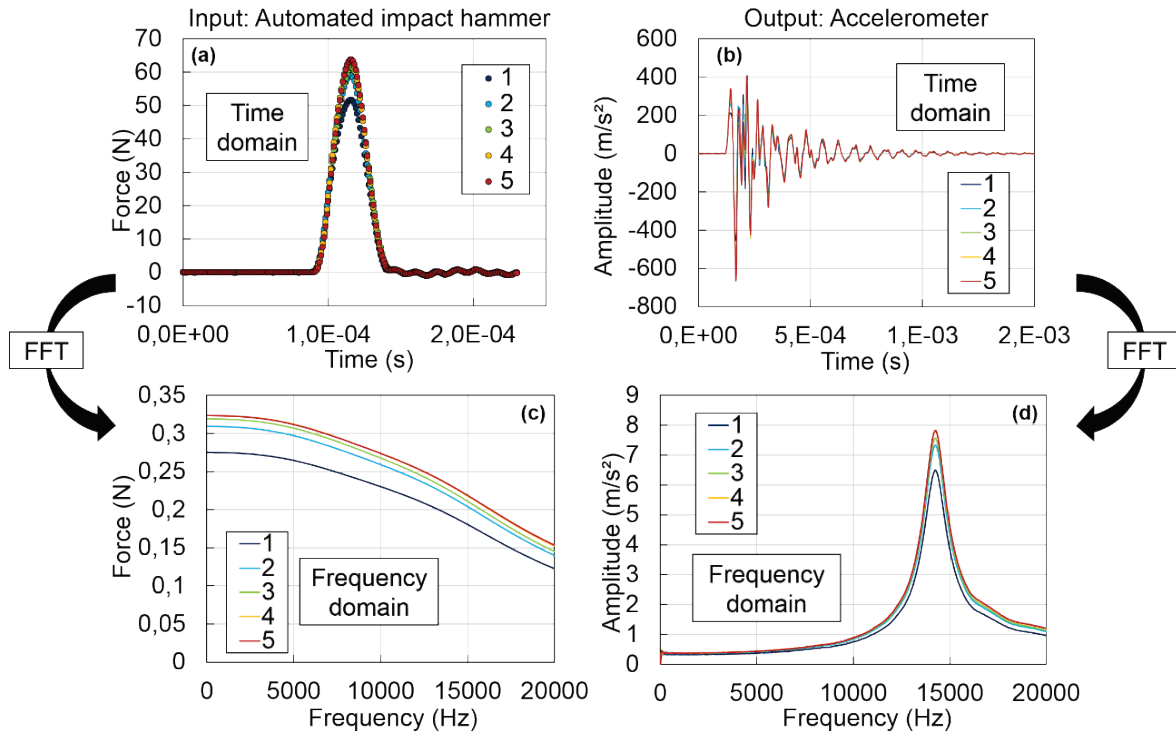 Input: Automated impact hammer
Output: Accelerometer
(a)
Force (N)
70
60
50
40
30
20
10
0
-10
Time
domain
1
2
3
4
5
0,0E+00
1,0E-04
2,0E-04
Time (s)
(b)
Amplitude (m/s²)
600
400
200
0
-200
-400
-600
-800
Time
domain
1
2
3
4
5
0,E+00
5,E-04
1,E-03
2,E-03
Time (s)
FFT
FFT
(c)
Force (N)
0,35
0,3
0,25
0,2
0,15
0,1
0,05
0
1
2
3
4
5
Frequency
domain
0
5000
10000
15000
20000
Frequency (Hz)
(d)
Amplitude (m/s²)
9
8
7
6
5
4
3
2
1
0
1
2
3
4
5
Frequency
domain
0
5000
10000
15000
20000
Frequency (Hz)